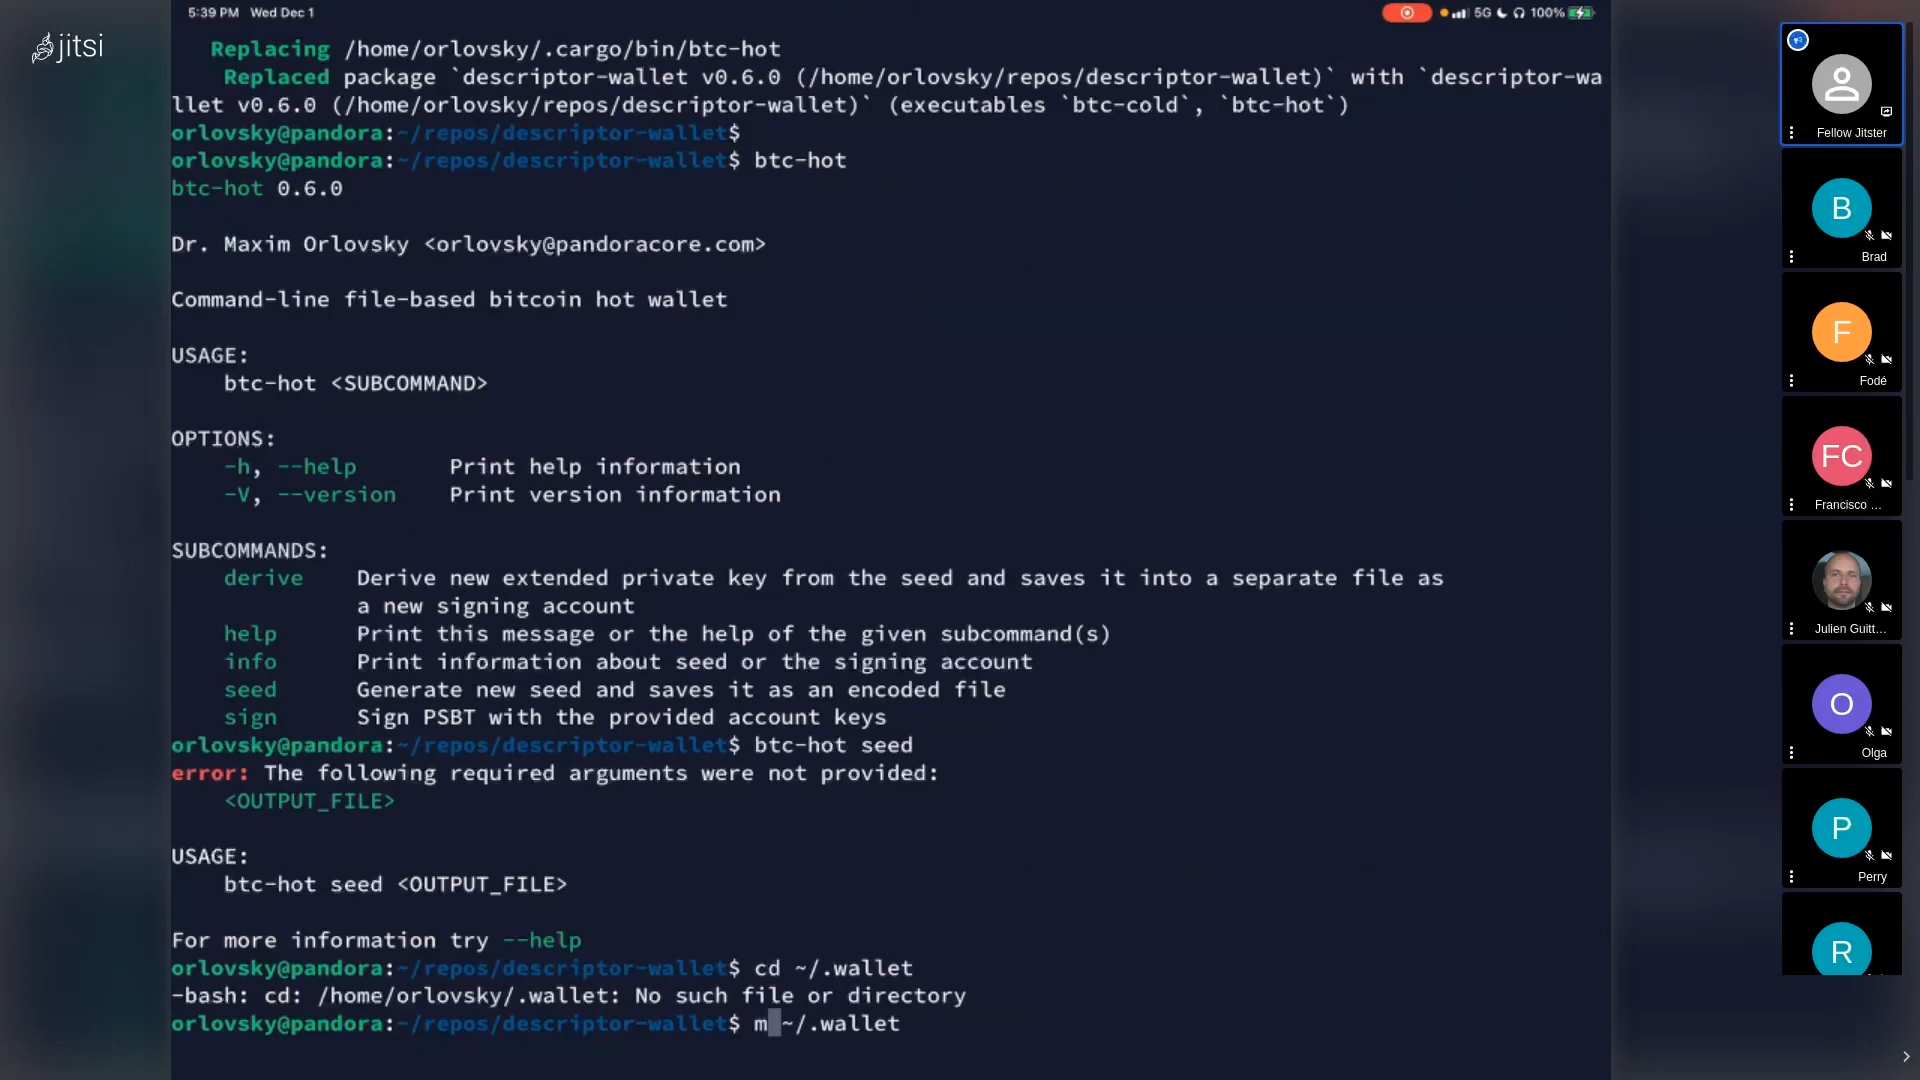 5:39 PM Wed Dec 1
5G 100%
jitsi
Replacing /home/orlovsky/.cargo/bin/btc-hot
Replaced package `descriptor-wallet v0.6.0 (/home/orlovsky/repos/descriptor-wallet)` with `descriptor-wa
llet v0.6.0 (/home/orlovsky/repos/descriptor-wallet)` (executables `btc-cold`, `btc-hot`)
orlovsky@pandora:~/repos/descriptor-wallet$
orlovsky@pandora:~/repos/descriptor-wallet$ btc-hot
btc-hot 0.6.0
Dr. Maxim Orlovsky <orlovsky@pandoracore.com>
Command-line file-based bitcoin hot wallet
USAGE:
btc-hot <SUBCOMMAND>
OPTIONS:
-h, --help Print help information
-V, --version Print version information
SUBCOMMANDS:
derive Derive new extended private key from the seed and saves it into a separate file as
a new signing account
help Print this message or the help of the given subcommand(s)
info Print information about seed or the signing account
seed Generate new seed and saves it as an encoded file
sign Sign PSBT with the provided account keys
orlovsky@pandora:~/repos/descriptor-wallet$ btc-hot seed
error: The following required arguments were not provided:
<OUTPUT_FILE>
USAGE:
btc-hot seed <OUTPUT_FILE>
For more information try --help
orlovsky@pandora:~/repos/descriptor-wallet$ cd ~/.wallet
-bash: cd: /home/orlovsky/.wallet: No such file or directory
orlovsky@pandora:~/repos/descriptor-wallet$ m ~/.wallet
Fellow Jitster
B
Brad
F
Fodé
FC
Francisco ...
Julien Guitt...
O
Olga
P
Perry
R